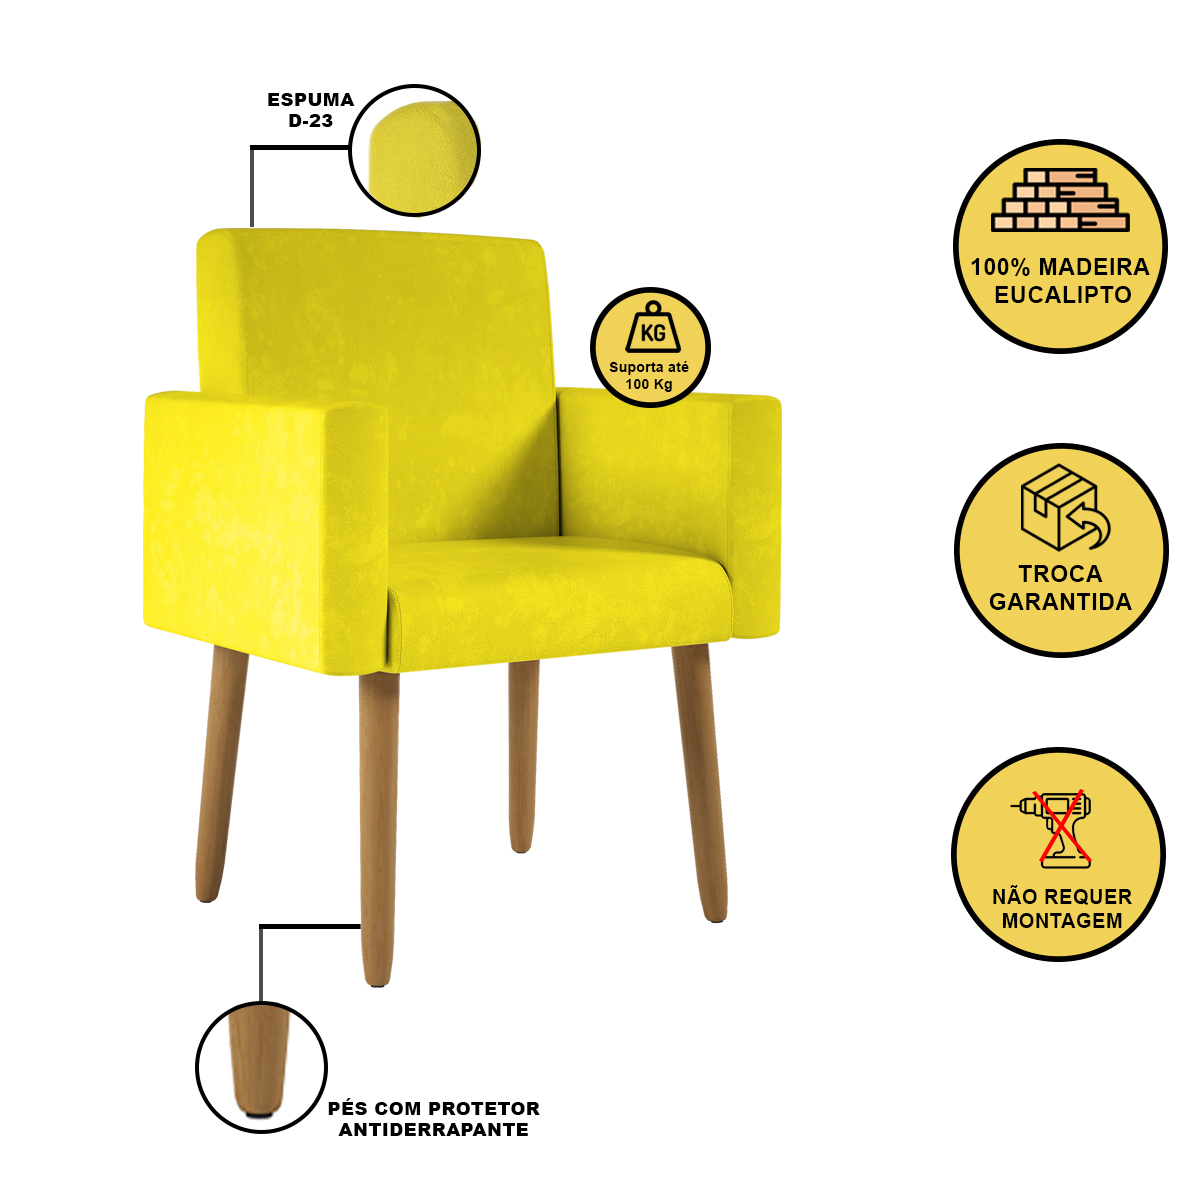 ESPUMA
D-23
KG
Suporta até
100 Kg
100% MADEIRA
EUCALIPTO
TROCA
GARANTIDA
NÃO REQUER
MONTAGEM
PÉS COM PROTETOR
ANTIDERRAPANTE